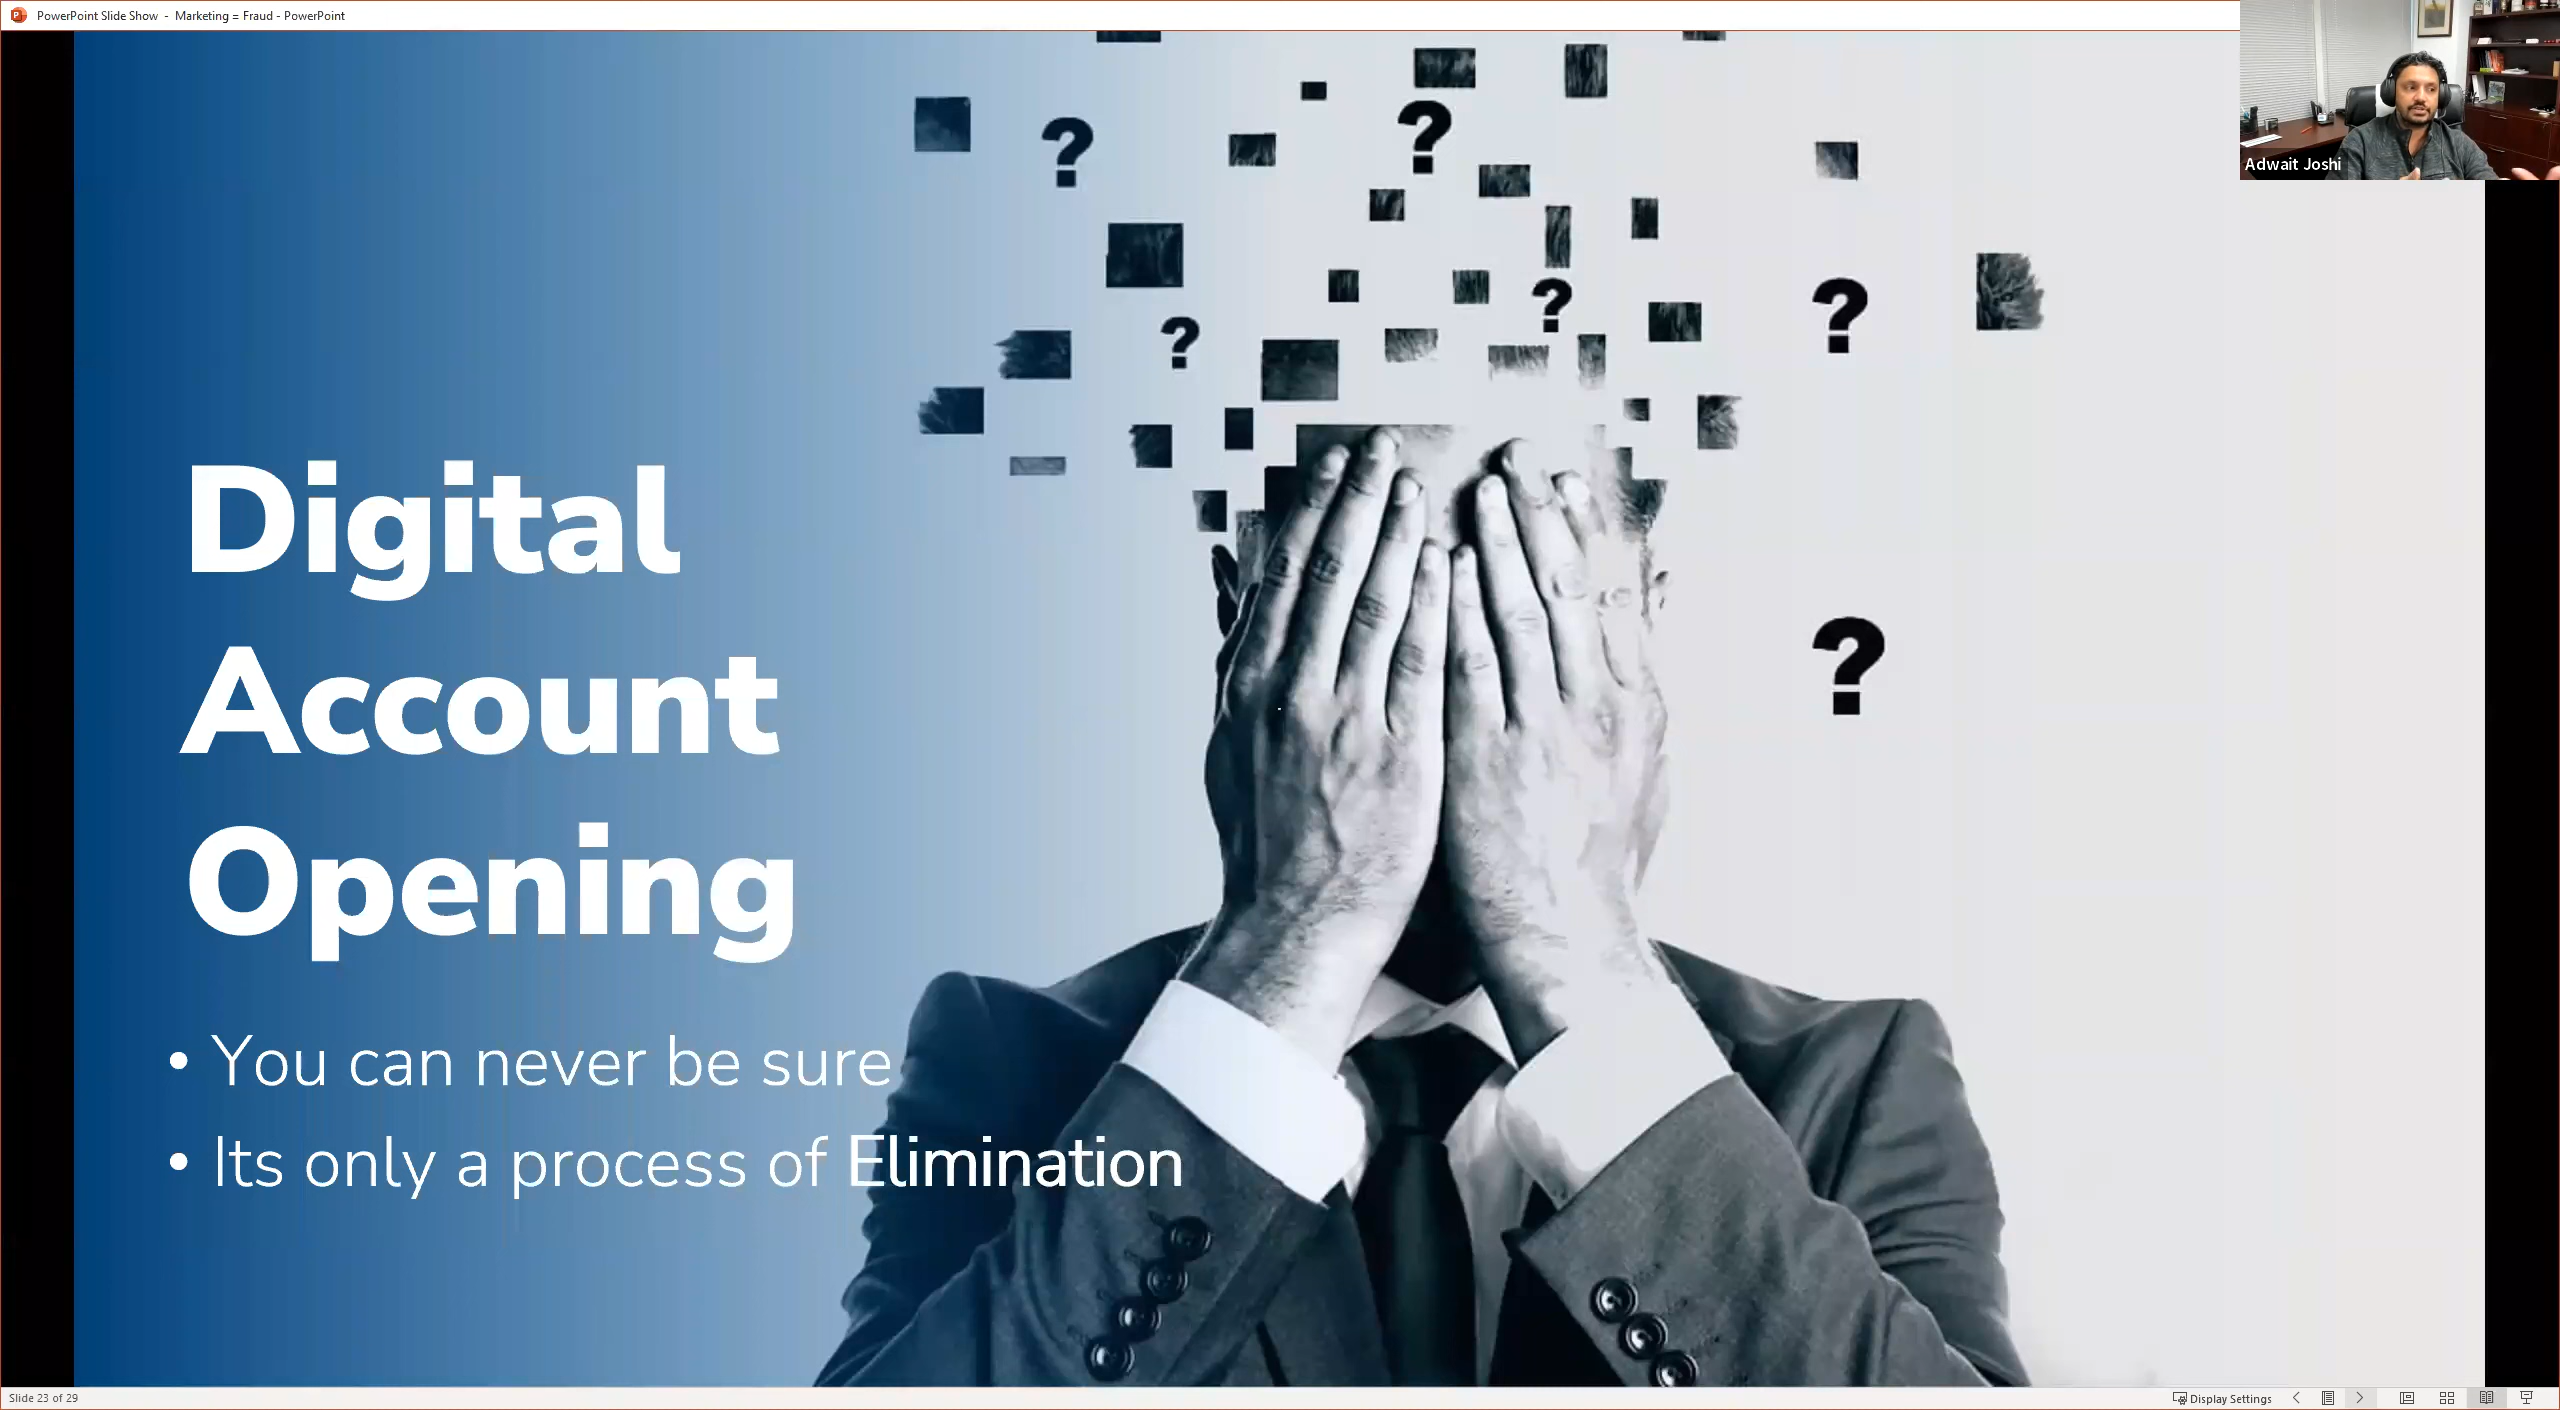 PowerPoint Slide Show - Marketing = Fraud - PowerPoint
Adwait Joshi
?
?
?
?
?
?
Digital
Account
Opening
• You can never be sure
• Its only a process of Elimination
Slide 23 of 29
Display Settings